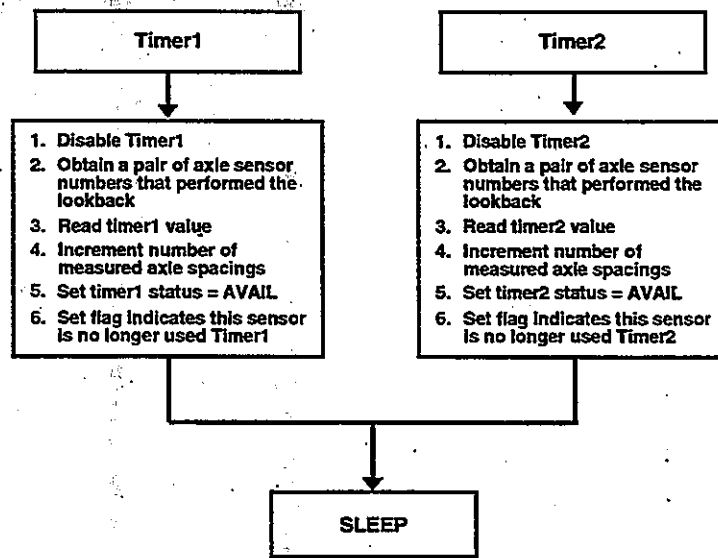 Timer1
1. Disable Timer1
2. Obtain a pair of axle sensor
numbers that performed the
lookback
3. Read timer1 value
4. Increment number of
measured axle spacings
5. Set timer1 status = AVAIL
6. Set flag indicates this sensor
is no longer used Timer1
Timer2
1. Disable Timer2
2. Obtain a pair of axle sensor
numbers that performed the
lookback
3. Read timer2 value
4. Increment number of
measured axle spacings
5. Set timer2 status = AVAIL
6. Set flag indicates this sensor
is no longer used Timer2
SLEEP